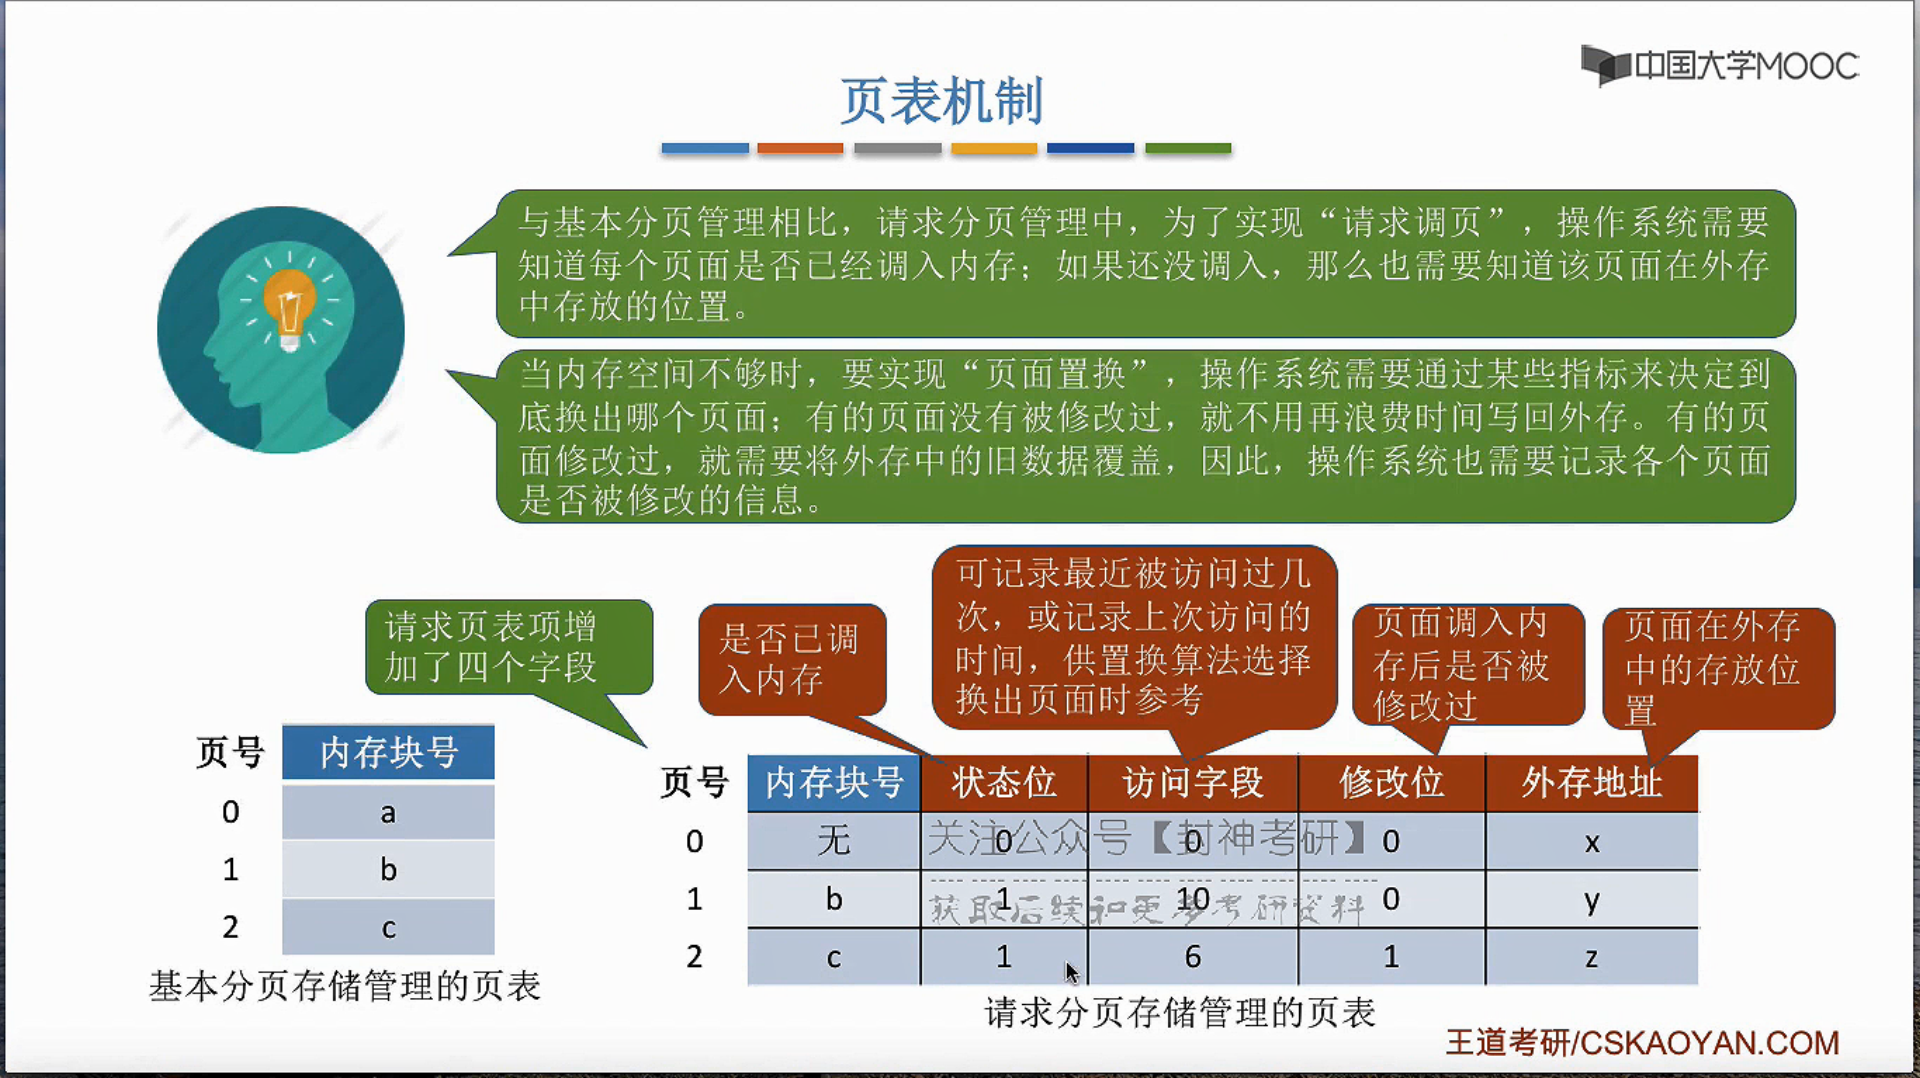 中国大学MOOC
页表机制
与基本分页管理相比，请求分页管理中，为了实现“请求调页”，操作系统需要
知道每个页面是否已经调入内存；如果还没调入，那么也需要知道该页面在外存
中存放的位置。
当内存空间不够时，要实现“页面置换”，操作系统需要通过某些指标来决定到
底换出哪个页面；有的页面没有被修改过，就不用再浪费时间写回外存。有的页
面修改过，就需要将外存中的旧数据覆盖，因此，操作系统也需要记录各个页面
是否被修改的信息。
请求页表项增
加了四个字段
是否已调
入内存
可记录最近被访问过几
次，或记录上次访问的
时间，供置换算法选择
换出页面时参考
页面调入内
存后是否被
修改过
页面在外存
中的存放位
置
页号 内存块号
0 a
1 b
2 c
基本分页存储管理的页表
页号 内存块号 状态位 访问字段 修改位 外存地址
0 无 0 0 0 x
关注公众号【封神考研】
1 b 1 10 0 y
获取后续和更多考研资料
2 c 1 6 1 z
请求分页存储管理的页表
王道考研/CSKAOYAN.COM